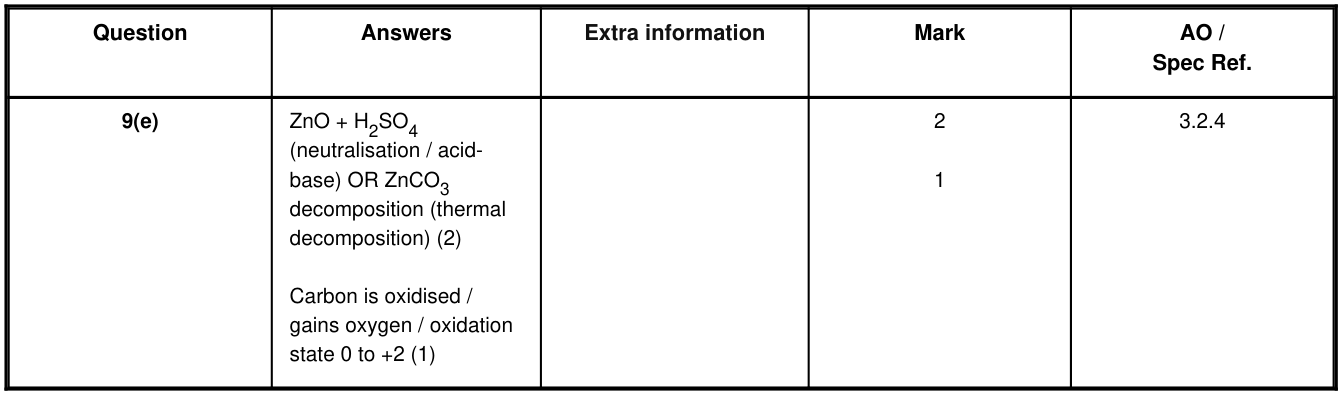 Question Answers Extra information Mark AO /
Spec Ref.
9(e) ZnO + H₂SO₄ 2 3.2.4
(neutralisation / acid-
base) OR ZnCO₃ 1
decomposition (thermal
decomposition) (2)
Carbon is oxidised /
gains oxygen / oxidation
state 0 to +2 (1)